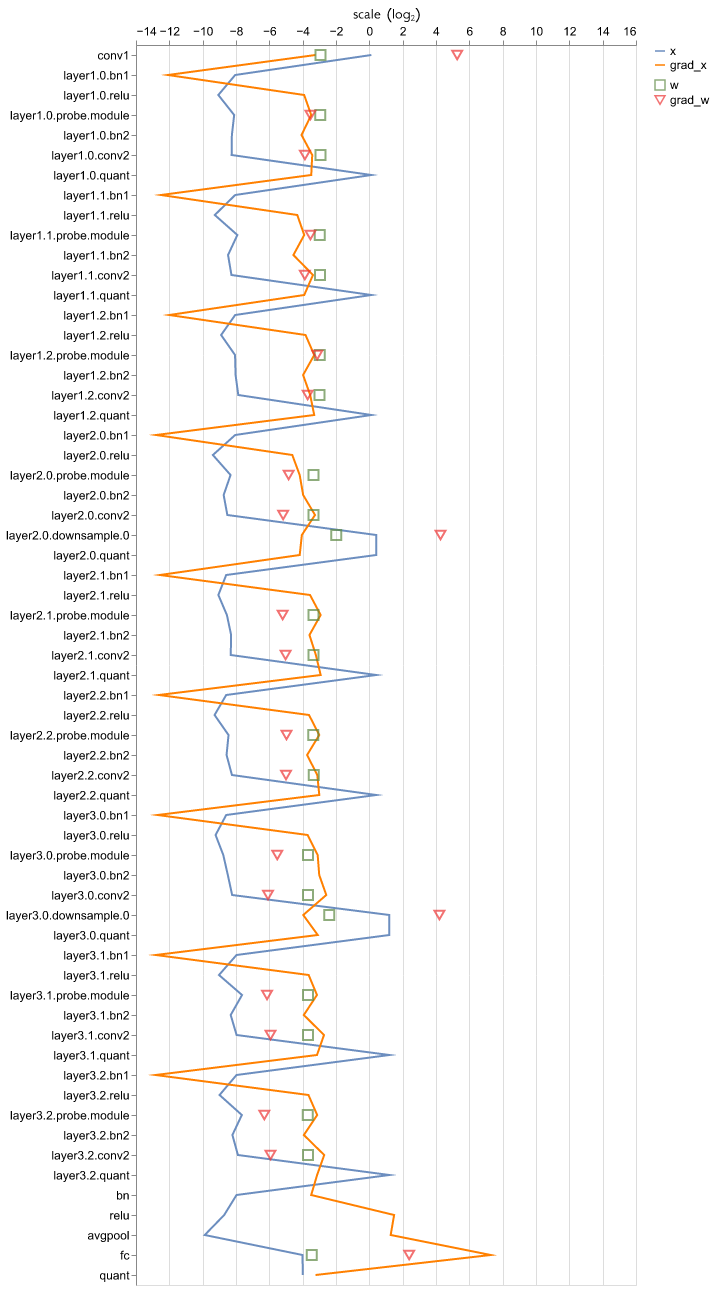 scale (log₂)
−14 −12 −10 −8 −6 −4 −2 0 2 4 6 8 10 12 14 16
x
grad_x
w
grad_w
conv1
layer1.0.bn1
layer1.0.relu
layer1.0.probe.module
layer1.0.bn2
layer1.0.conv2
layer1.0.quant
layer1.1.bn1
layer1.1.relu
layer1.1.probe.module
layer1.1.bn2
layer1.1.conv2
layer1.1.quant
layer1.2.bn1
layer1.2.relu
layer1.2.probe.module
layer1.2.bn2
layer1.2.conv2
layer1.2.quant
layer2.0.bn1
layer2.0.relu
layer2.0.probe.module
layer2.0.bn2
layer2.0.conv2
layer2.0.downsample.0
layer2.0.quant
layer2.1.bn1
layer2.1.relu
layer2.1.probe.module
layer2.1.bn2
layer2.1.conv2
layer2.1.quant
layer2.2.bn1
layer2.2.relu
layer2.2.probe.module
layer2.2.bn2
layer2.2.conv2
layer2.2.quant
layer3.0.bn1
layer3.0.relu
layer3.0.probe.module
layer3.0.bn2
layer3.0.conv2
layer3.0.downsample.0
layer3.0.quant
layer3.1.bn1
layer3.1.relu
layer3.1.probe.module
layer3.1.bn2
layer3.1.conv2
layer3.1.quant
layer3.2.bn1
layer3.2.relu
layer3.2.probe.module
layer3.2.bn2
layer3.2.conv2
layer3.2.quant
bn
relu
avgpool
fc
quant